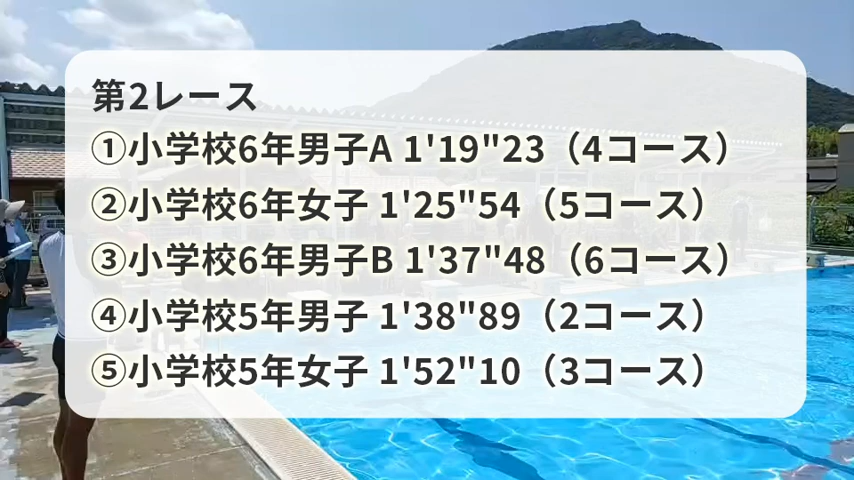 第2レース
①小学校6年男子A 1'19"23（4コース）
②小学校6年女子 1'25"54（5コース）
③小学校6年男子B 1'37"48（6コース）
④小学校5年男子 1'38"89（2コース）
⑤小学校5年女子 1'52"10（3コース）